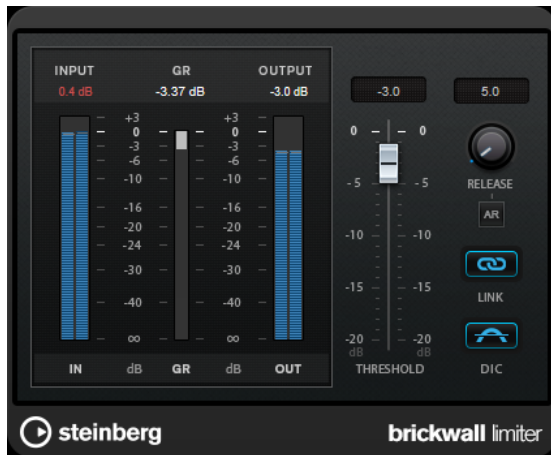 INPUT GR OUTPUT
0.4 dB -3.37 dB -3.0 dB
-3.0 5.0
+3 +3
0 0
-3 -3
-6 -6
-10 -10
-16 -16
-20 -20
-24 -24
-30 -30
-40 -40
∞ ∞
IN dB GR dB OUT
0 0
-5 -5
-10 -10
-15 -15
-20 -20
dB dB
THRESHOLD
RELEASE
AR
LINK
DIC
steinberg
brickwall limiter